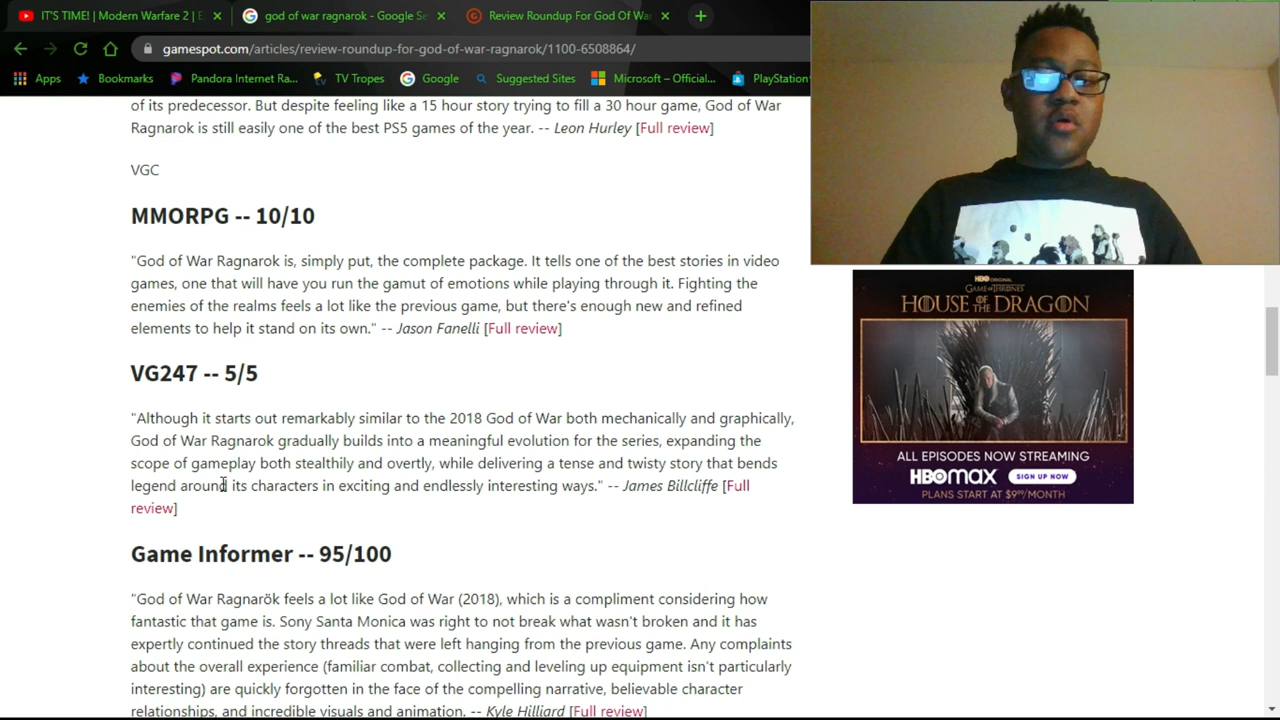 IT'S TIME! | Modern Warfare 2 | E
god of war ragnarok - Google Se
Review Roundup For God Of War
gamespot.com/articles/review-roundup-for-god-of-war-ragnarok/1100-6508864/
Apps
Bookmarks
Pandora Internet Ra...
TV Tropes
Google
Suggested Sites
Microsoft – Official...
PlayStation
of its predecessor. But despite feeling like a 15 hour story trying to fill a 30 hour game, God of War
Ragnarok is still easily one of the best PS5 games of the year. -- Leon Hurley [Full review]
VGC
MMORPG -- 10/10
"God of War Ragnarok is, simply put, the complete package. It tells one of the best stories in video
games, one that will have you run the gamut of emotions while playing through it. Fighting the
enemies of the realms feels a lot like the previous game, but there's enough new and refined
elements to help it stand on its own." -- Jason Fanelli [Full review]
VG247 -- 5/5
"Although it starts out remarkably similar to the 2018 God of War both mechanically and graphically,
God of War Ragnarok gradually builds into a meaningful evolution for the series, expanding the
scope of gameplay both stealthily and overtly, while delivering a tense and twisty story that bends
legend around its characters in exciting and endlessly interesting ways." -- James Billcliffe [Full
review]
Game Informer -- 95/100
"God of War Ragnarök feels a lot like God of War (2018), which is a compliment considering how
fantastic that game is. Sony Santa Monica was right to not break what wasn't broken and it has
expertly continued the story threads that were left hanging from the previous game. Any complaints
about the overall experience (familiar combat, collecting and leveling up equipment isn't particularly
interesting) are quickly forgotten in the face of the compelling narrative, believable character
relationships, and incredible visuals and animation. -- Kyle Hilliard [Full review]
HBO ORIGINAL
GAME OF THRONES
HOUSE OF THE DRAGON
ALL EPISODES NOW STREAMING
HBOMAX SIGN UP NOW
PLANS START AT $9.99/MONTH